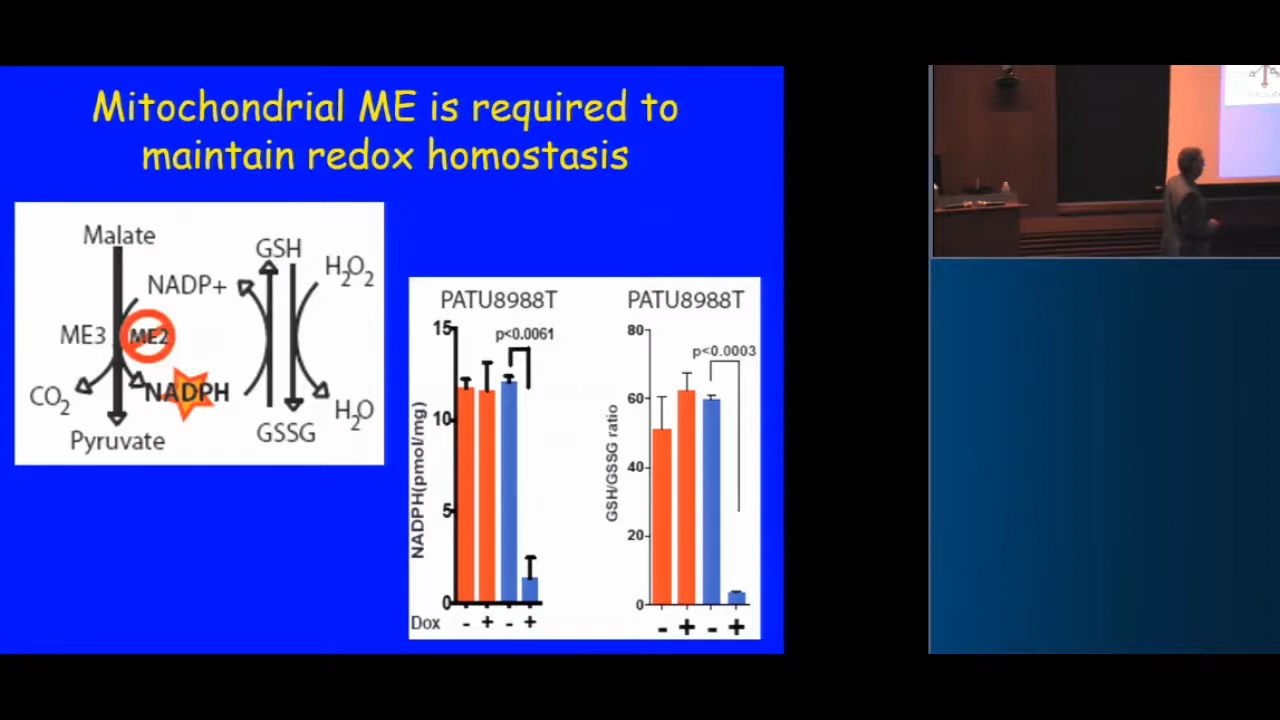 Mitochondrial ME is required to
maintain redox homostasis
Malate
GSH
H2O2
NADP+
ME3
ME2
NADPH
CO2
H2O
Pyruvate
GSSG
PATU8988T
15
p<0.0061
10
5
0
NADPH(pmol/mg)
Dox - + - +
PATU8988T
80
p<0.0003
60
40
20
0
GSH/GSSG ratio
- + - +